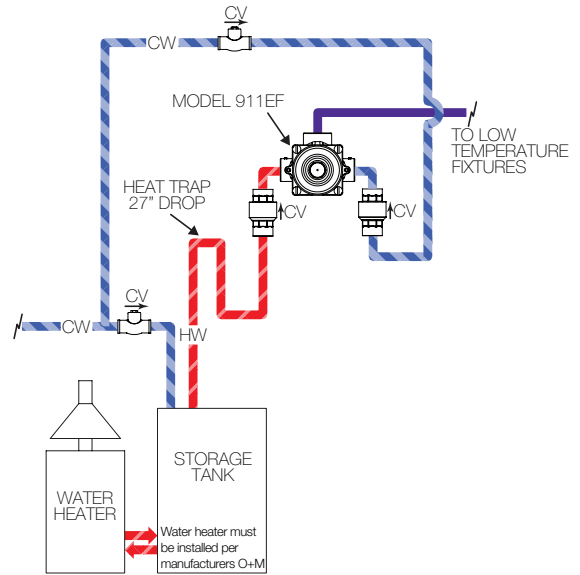 CV
CW
MODEL 911EF
TO LOW
TEMPERATURE
FIXTURES
HEAT TRAP
27" DROP
CV
CV
CV
CW
HW
STORAGE
TANK
WATER
HEATER
Water heater must
be installed per
manufacturers O+M